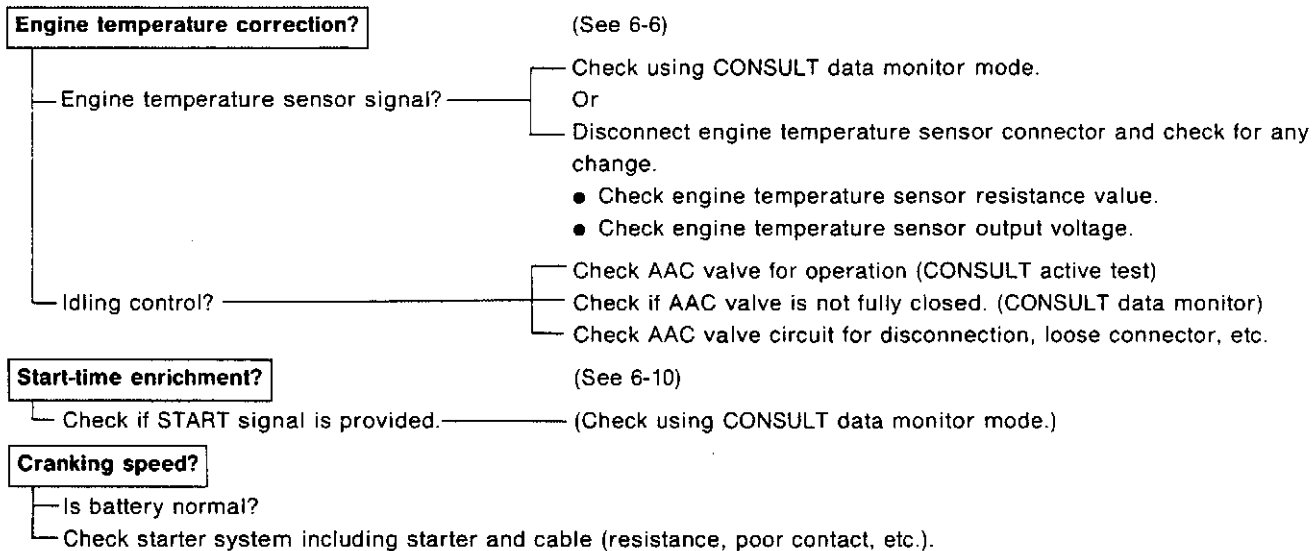 Engine temperature correction? (See 6-6)
Check using CONSULT data monitor mode.
Engine temperature sensor signal? Or
Disconnect engine temperature sensor connector and check for any
change.
● Check engine temperature sensor resistance value.
● Check engine temperature sensor output voltage.
Check AAC valve for operation (CONSULT active test)
Idling control? Check if AAC valve is not fully closed. (CONSULT data monitor)
Check AAC valve circuit for disconnection, loose connector, etc.
Start-time enrichment? (See 6-10)
Check if START signal is provided. (Check using CONSULT data monitor mode.)
Cranking speed?
Is battery normal?
Check starter system including starter and cable (resistance, poor contact, etc.).